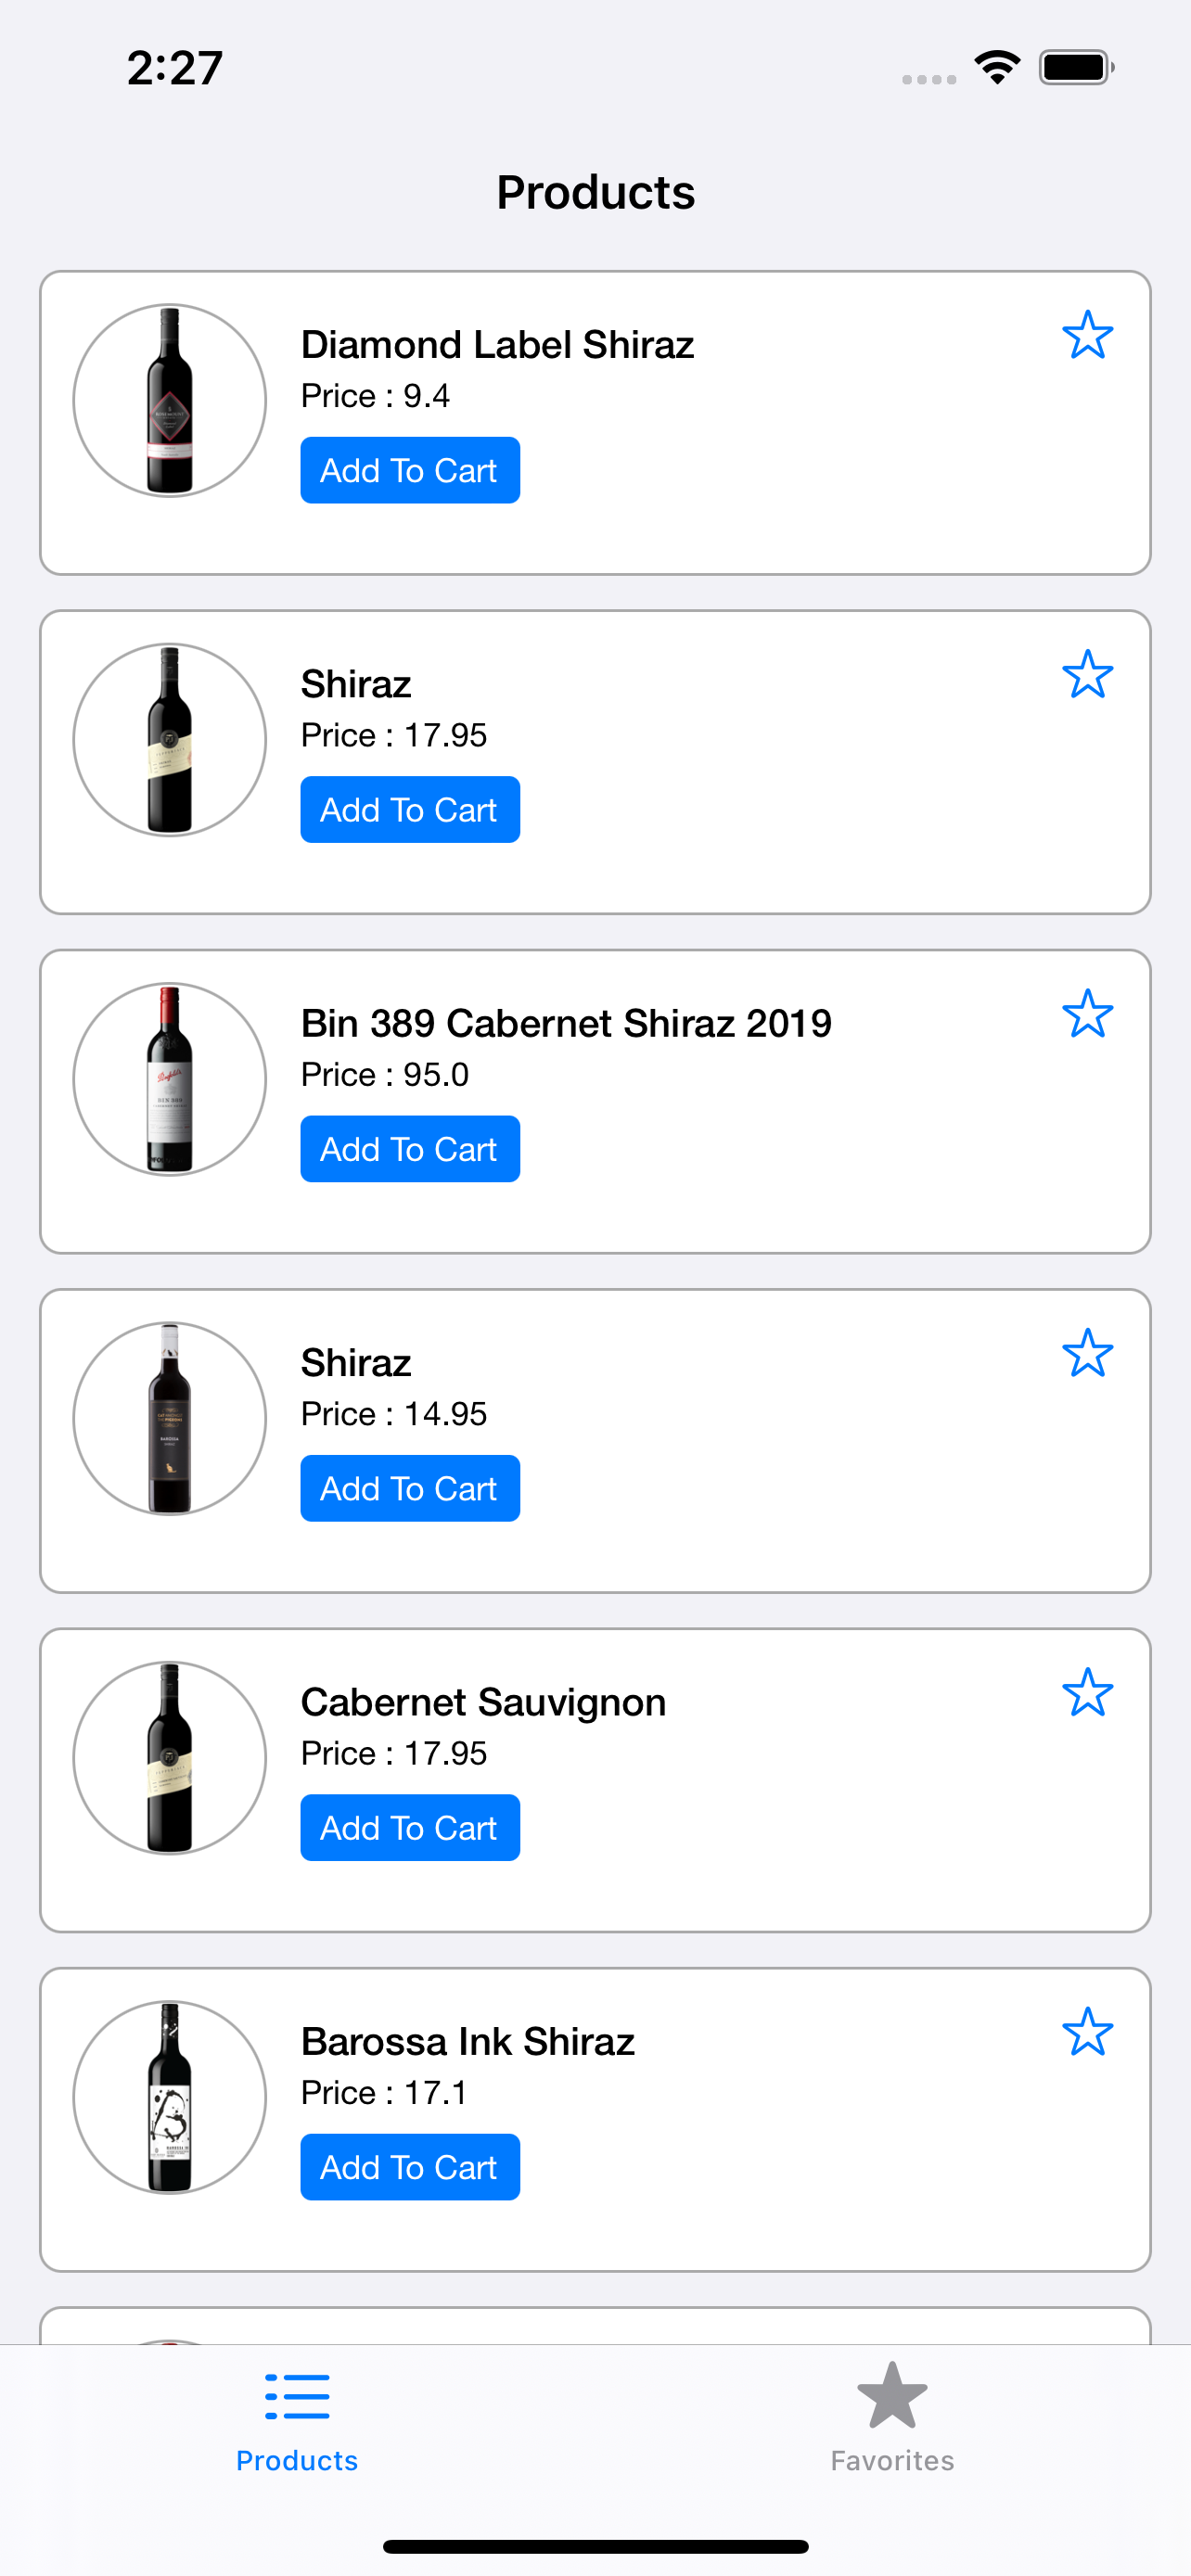 2:27
Products
Diamond Label Shiraz
Price : 9.4
Add To Cart
Shiraz
Price : 17.95
Add To Cart
Bin 389 Cabernet Shiraz 2019
Price : 95.0
Add To Cart
Shiraz
Price : 14.95
Add To Cart
Cabernet Sauvignon
Price : 17.95
Add To Cart
Barossa Ink Shiraz
Price : 17.1
Add To Cart
Products
Favorites